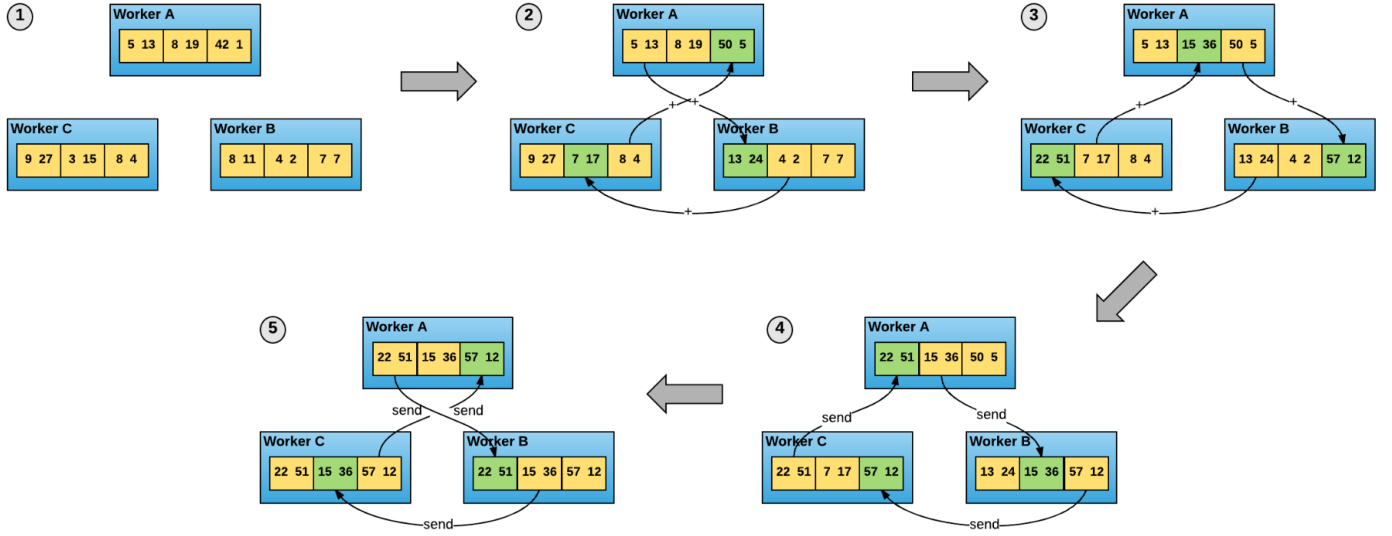 1
Worker A
5 13 8 19 42 1
Worker C
9 27 3 15 8 4
Worker B
8 11 4 2 7 7
2
Worker A
5 13 8 19 50 5
+ +
Worker C
9 27 7 17 8 4
Worker B
13 24 4 2 7 7
+
3
Worker A
5 13 15 36 50 5
+ +
Worker C
22 51 7 17 8 4
Worker B
13 24 4 2 57 12
+
5
Worker A
22 51 15 36 57 12
send send
Worker C
22 51 15 36 57 12
Worker B
22 51 15 36 57 12
send
4
Worker A
22 51 15 36 50 5
send send
Worker C
22 51 7 17 57 12
Worker B
13 24 15 36 57 12
send